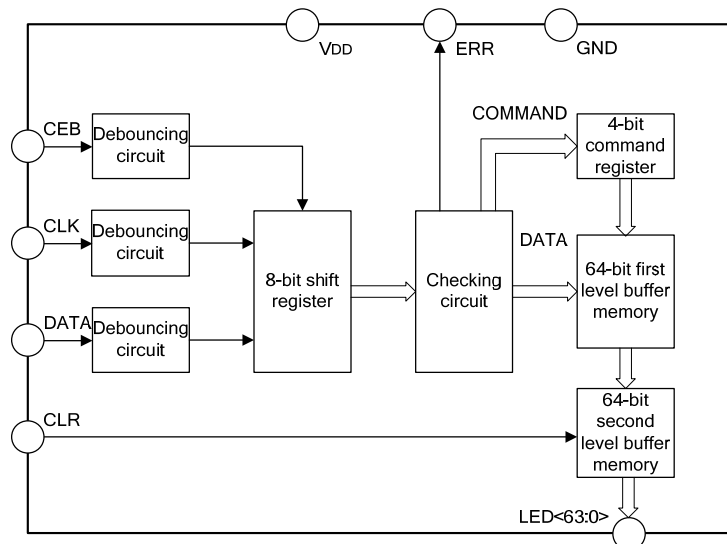 VDD
ERR
GND
CEB
Debouncing
circuit
COMMAND
4-bit
command
register
CLK
Debouncing
circuit
8-bit shift
register
Checking
circuit
DATA
64-bit first
level buffer
memory
DATA
Debouncing
circuit
CLR
64-bit
second
level buffer
memory
LED<63:0>